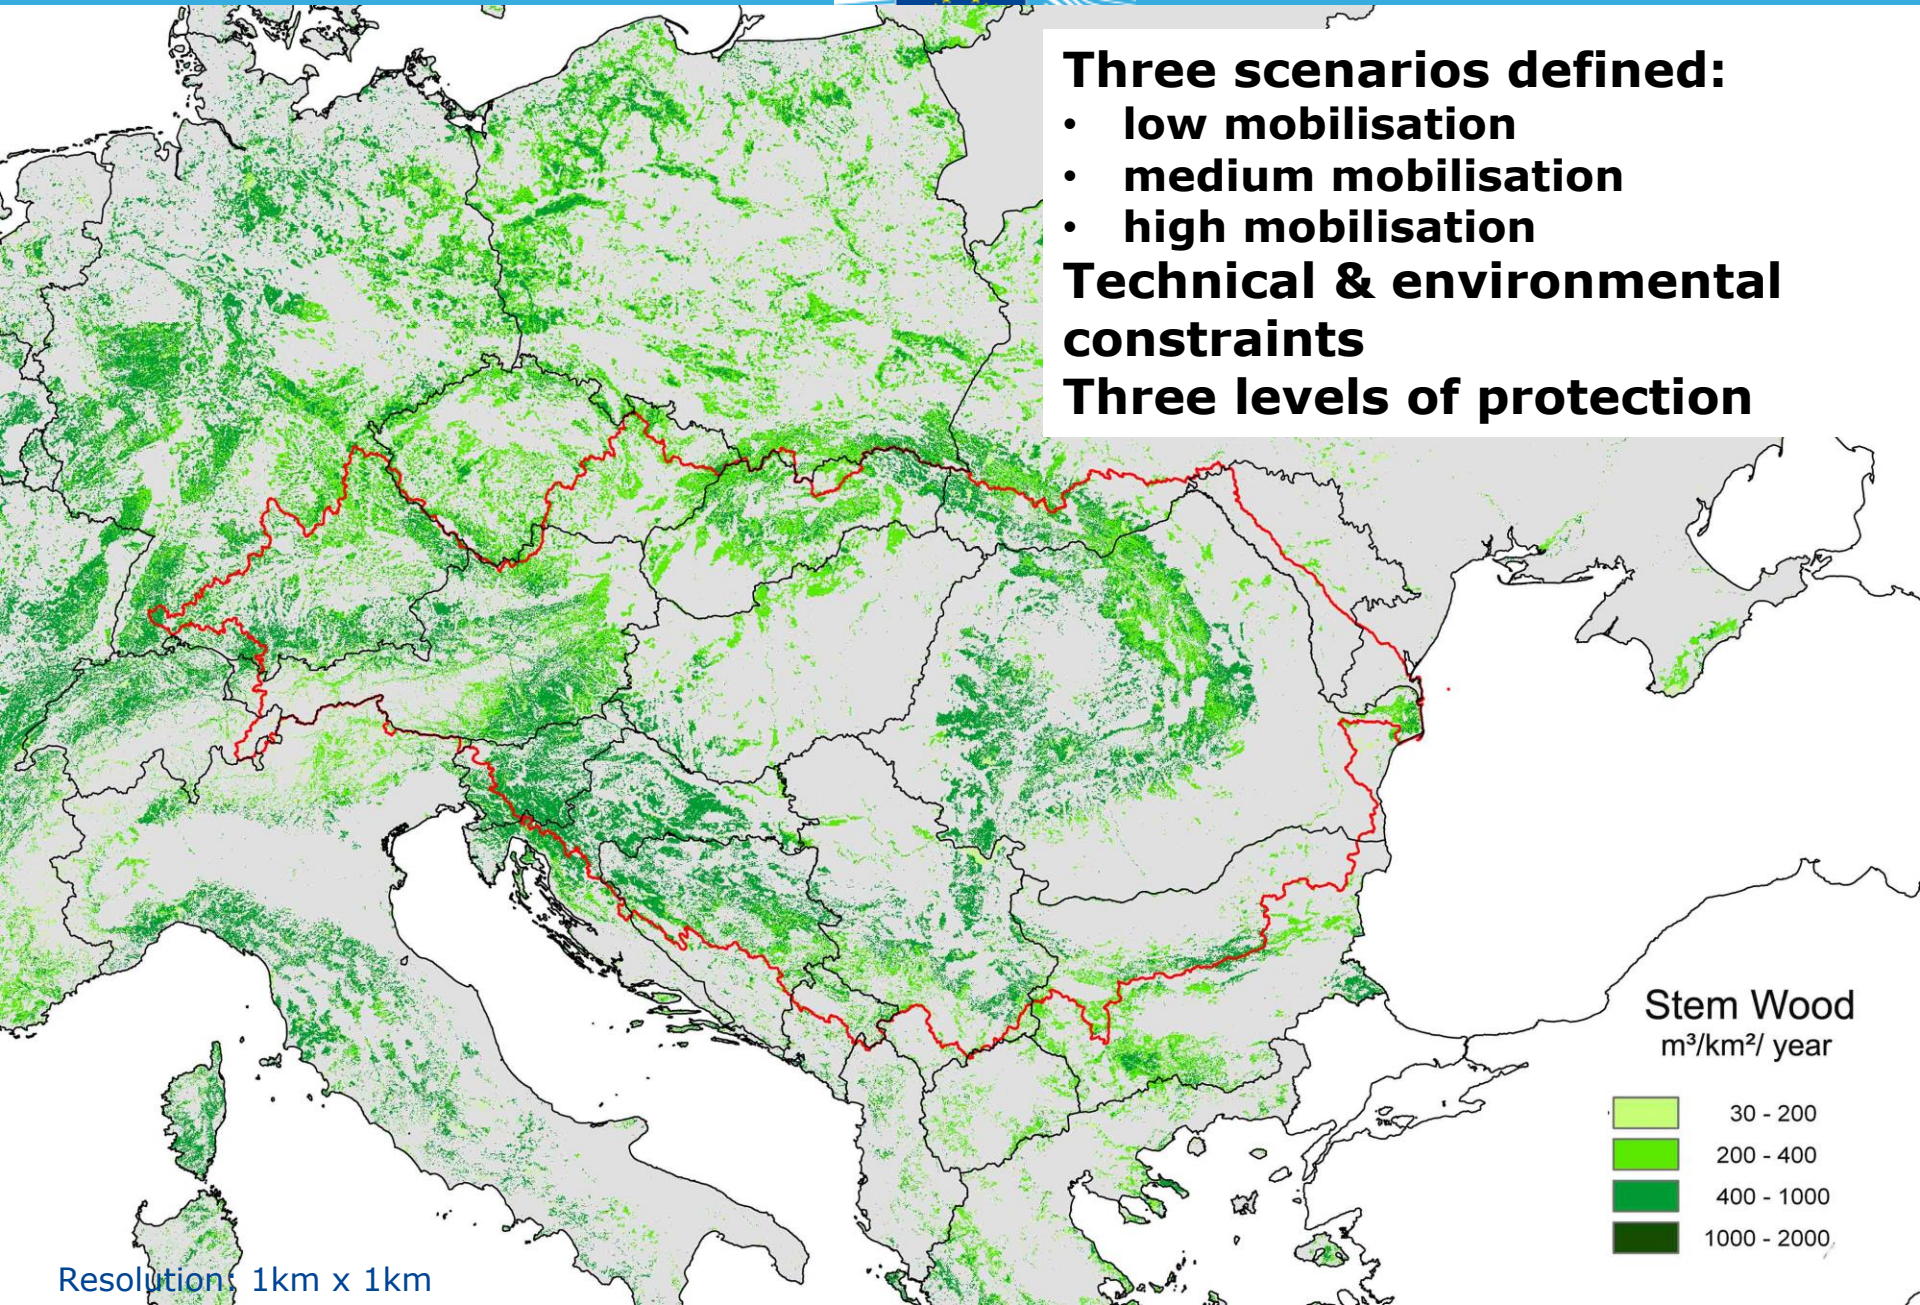 Three scenarios defined:
• low mobilisation
• medium mobilisation
• high mobilisation
Technical & environmental
constraints
Three levels of protection
Stem Wood
m³/km²/ year
30 - 200
200 - 400
400 - 1000
1000 - 2000
Resolution: 1km x 1km